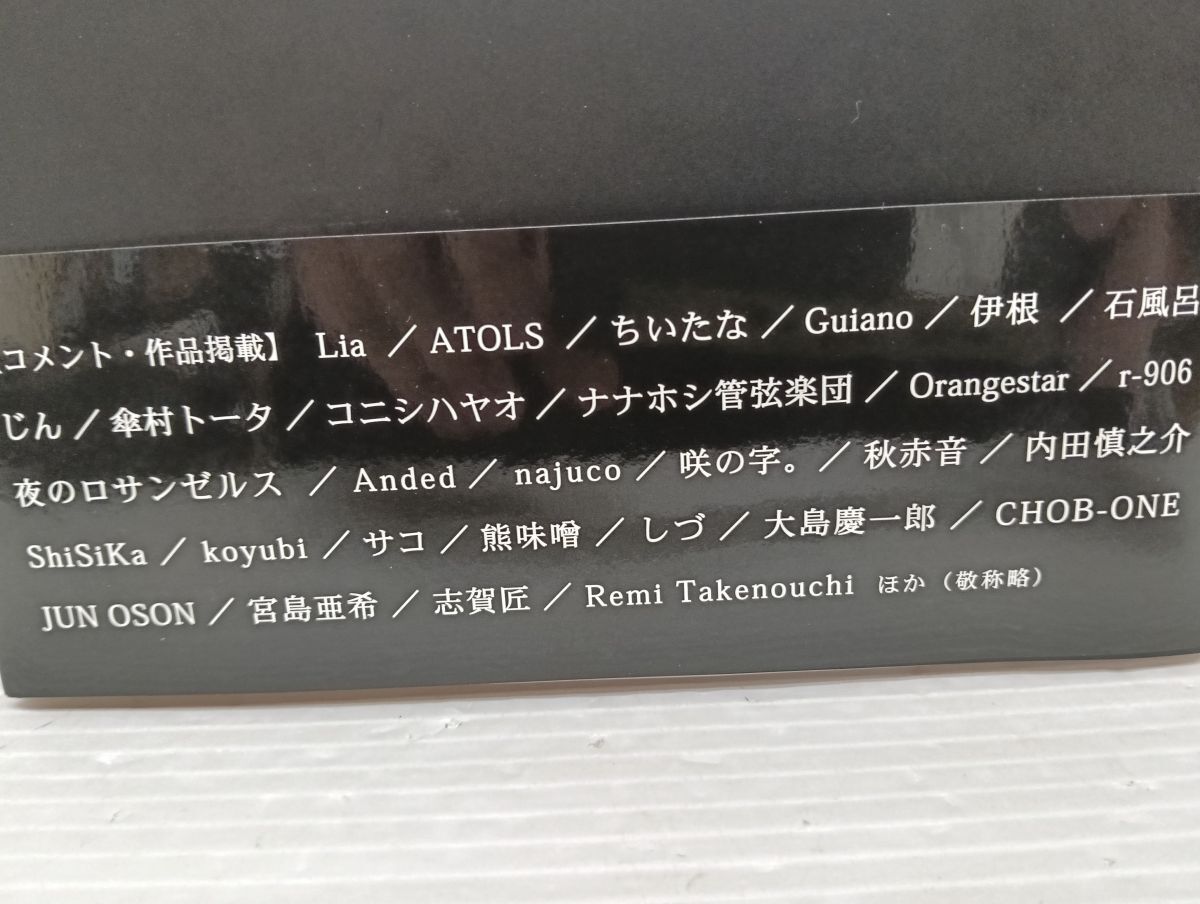 【コメント・作品掲載】 Lia ／ ATOLS ／ ちいたな ／ Guiano ／ 伊根 ／ 石風呂
じん ／ 傘村トータ ／ コニシハヤオ ／ ナナホシ管弦楽団 ／ Orangestar ／ r-906
夜のロサンゼルス ／ Anded ／ najuco ／ 咲の字。 ／ 秋赤音 ／ 内田慎之介
ShiSiKa ／ koyubi ／ サコ ／ 熊味噌 ／ しづ ／ 大島慶一郎 ／ CHOB-ONE
JUN OSON ／ 宮島亜希 ／ 志賀匠 ／ Remi Takenouchi ほか（敬称略）